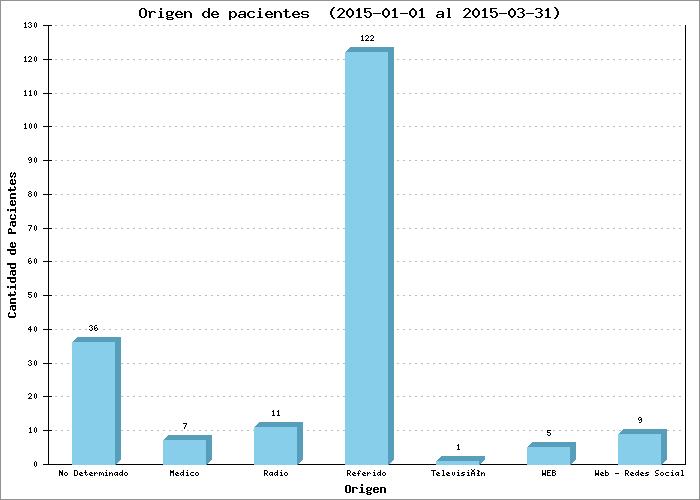 Origen de pacientes (2015-01-01 al 2015-03-31)
Cantidad de Pacientes
130
120
110
100
90
80
70
60
50
40
30
20
10
0
36
7
11
122
1
5
9
No Determinado
Medico
Radio
Referido
TelevisiÃ³n
WEB
Web - Redes Social
Origen